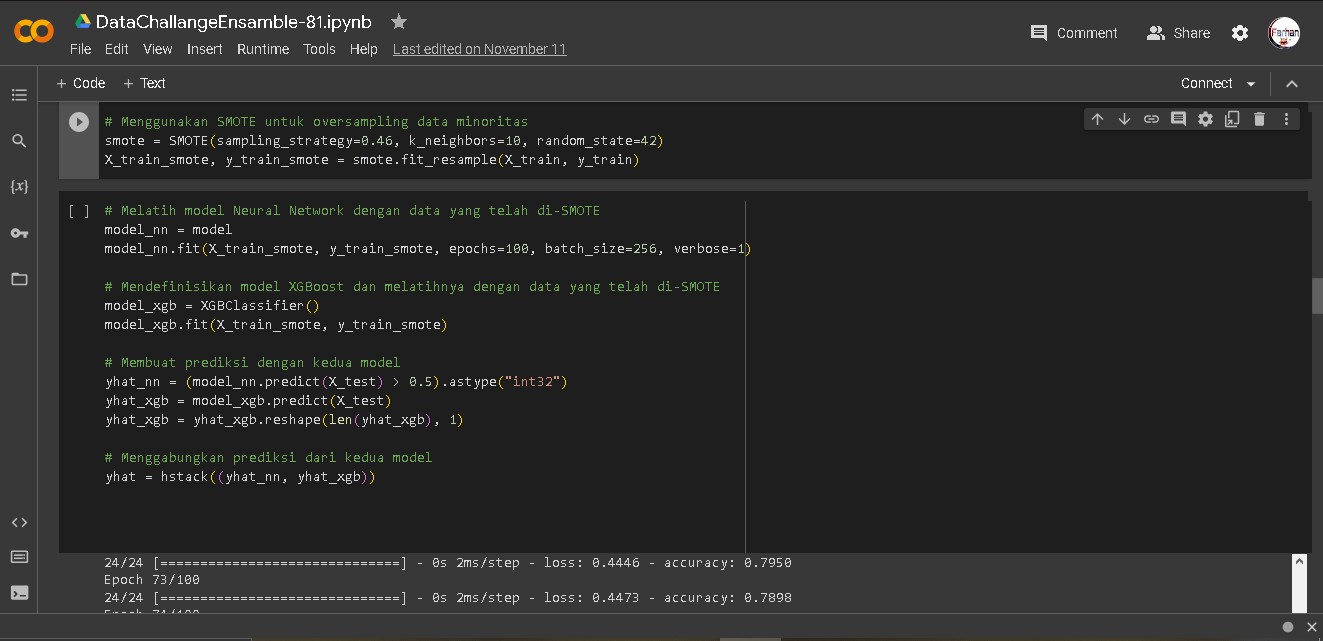 DataChallangeEnsamble-81.ipynb
File Edit View Insert Runtime Tools Help Last edited on November 11
Comment Share Farhan
+ Code + Text Connect
# Menggunakan SMOTE untuk oversampling data minoritas
smote = SMOTE(sampling_strategy=0.46, k_neighbors=10, random_state=42)
X_train_smote, y_train_smote = smote.fit_resample(X_train, y_train)
{x}
[ ] # Melatih model Neural Network dengan data yang telah di-SMOTE
model_nn = model
model_nn.fit(X_train_smote, y_train_smote, epochs=100, batch_size=256, verbose=1)
# Mendefinisikan model XGBoost dan melatihnya dengan data yang telah di-SMOTE
model_xgb = XGBClassifier()
model_xgb.fit(X_train_smote, y_train_smote)
# Membuat prediksi dengan kedua model
yhat_nn = (model_nn.predict(X_test) > 0.5).astype("int32")
yhat_xgb = model_xgb.predict(X_test)
yhat_xgb = yhat_xgb.reshape(len(yhat_xgb), 1)
# Menggabungkan prediksi dari kedua model
yhat = hstack((yhat_nn, yhat_xgb))
24/24 [==============================] - 0s 2ms/step - loss: 0.4446 - accuracy: 0.7950
Epoch 73/100
24/24 [==============================] - 0s 2ms/step - loss: 0.4473 - accuracy: 0.7898
Epoch 74/100